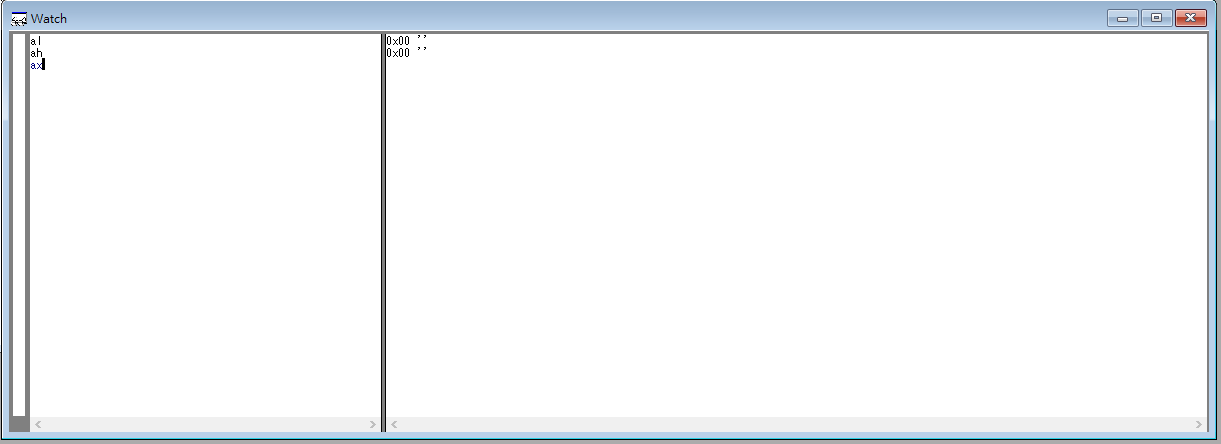 Watch
al
0x00 ''
ah
0x00 ''
ax